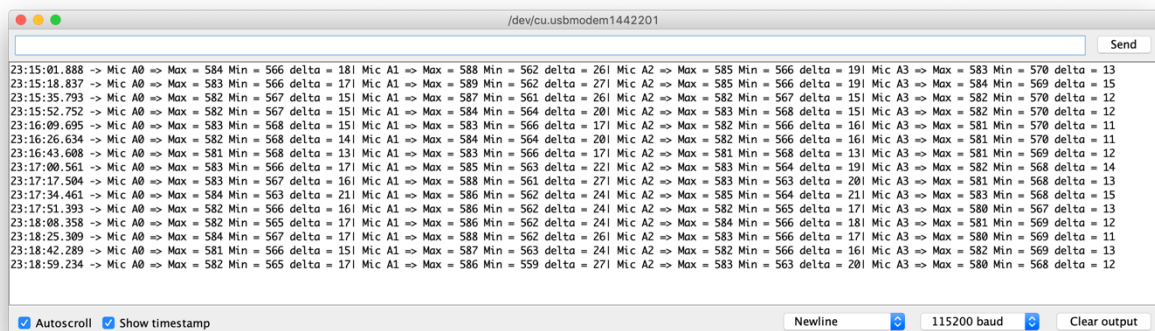 /dev/cu.usbmodem1442201
Send
23:15:01.888 -> Mic A0 => Max = 584 Min = 566 delta = 18| Mic A1 => Max = 588 Min = 562 delta = 26| Mic A2 => Max = 585 Min = 566 delta = 19| Mic A3 => Max = 583 Min = 570 delta = 13
23:15:18.837 -> Mic A0 => Max = 583 Min = 566 delta = 17| Mic A1 => Max = 589 Min = 562 delta = 27| Mic A2 => Max = 585 Min = 566 delta = 19| Mic A3 => Max = 584 Min = 569 delta = 15
23:15:35.793 -> Mic A0 => Max = 582 Min = 567 delta = 15| Mic A1 => Max = 587 Min = 561 delta = 26| Mic A2 => Max = 582 Min = 567 delta = 15| Mic A3 => Max = 582 Min = 570 delta = 12
23:15:52.752 -> Mic A0 => Max = 582 Min = 567 delta = 15| Mic A1 => Max = 584 Min = 564 delta = 20| Mic A2 => Max = 583 Min = 568 delta = 15| Mic A3 => Max = 582 Min = 570 delta = 12
23:16:09.695 -> Mic A0 => Max = 583 Min = 568 delta = 15| Mic A1 => Max = 583 Min = 566 delta = 17| Mic A2 => Max = 582 Min = 566 delta = 16| Mic A3 => Max = 581 Min = 570 delta = 11
23:16:26.634 -> Mic A0 => Max = 582 Min = 568 delta = 14| Mic A1 => Max = 584 Min = 564 delta = 20| Mic A2 => Max = 582 Min = 566 delta = 16| Mic A3 => Max = 581 Min = 570 delta = 11
23:16:43.608 -> Mic A0 => Max = 581 Min = 568 delta = 13| Mic A1 => Max = 583 Min = 566 delta = 17| Mic A2 => Max = 581 Min = 568 delta = 13| Mic A3 => Max = 581 Min = 569 delta = 12
23:17:00.561 -> Mic A0 => Max = 583 Min = 566 delta = 17| Mic A1 => Max = 585 Min = 563 delta = 22| Mic A2 => Max = 583 Min = 564 delta = 19| Mic A3 => Max = 582 Min = 568 delta = 14
23:17:17.504 -> Mic A0 => Max = 583 Min = 567 delta = 16| Mic A1 => Max = 588 Min = 561 delta = 27| Mic A2 => Max = 583 Min = 563 delta = 20| Mic A3 => Max = 581 Min = 568 delta = 13
23:17:34.461 -> Mic A0 => Max = 584 Min = 563 delta = 21| Mic A1 => Max = 586 Min = 562 delta = 24| Mic A2 => Max = 585 Min = 564 delta = 21| Mic A3 => Max = 583 Min = 568 delta = 15
23:17:51.393 -> Mic A0 => Max = 582 Min = 566 delta = 16| Mic A1 => Max = 586 Min = 562 delta = 24| Mic A2 => Max = 582 Min = 565 delta = 17| Mic A3 => Max = 580 Min = 567 delta = 13
23:18:08.358 -> Mic A0 => Max = 582 Min = 565 delta = 17| Mic A1 => Max = 586 Min = 562 delta = 24| Mic A2 => Max = 584 Min = 566 delta = 18| Mic A3 => Max = 581 Min = 569 delta = 12
23:18:25.309 -> Mic A0 => Max = 584 Min = 567 delta = 17| Mic A1 => Max = 588 Min = 562 delta = 26| Mic A2 => Max = 583 Min = 566 delta = 17| Mic A3 => Max = 580 Min = 569 delta = 11
23:18:42.289 -> Mic A0 => Max = 581 Min = 566 delta = 15| Mic A1 => Max = 587 Min = 563 delta = 24| Mic A2 => Max = 582 Min = 566 delta = 16| Mic A3 => Max = 582 Min = 569 delta = 13
23:18:59.234 -> Mic A0 => Max = 582 Min = 565 delta = 17| Mic A1 => Max = 586 Min = 559 delta = 27| Mic A2 => Max = 583 Min = 563 delta = 20| Mic A3 => Max = 580 Min = 568 delta = 12
Autoscroll Show timestamp Newline 115200 baud Clear output